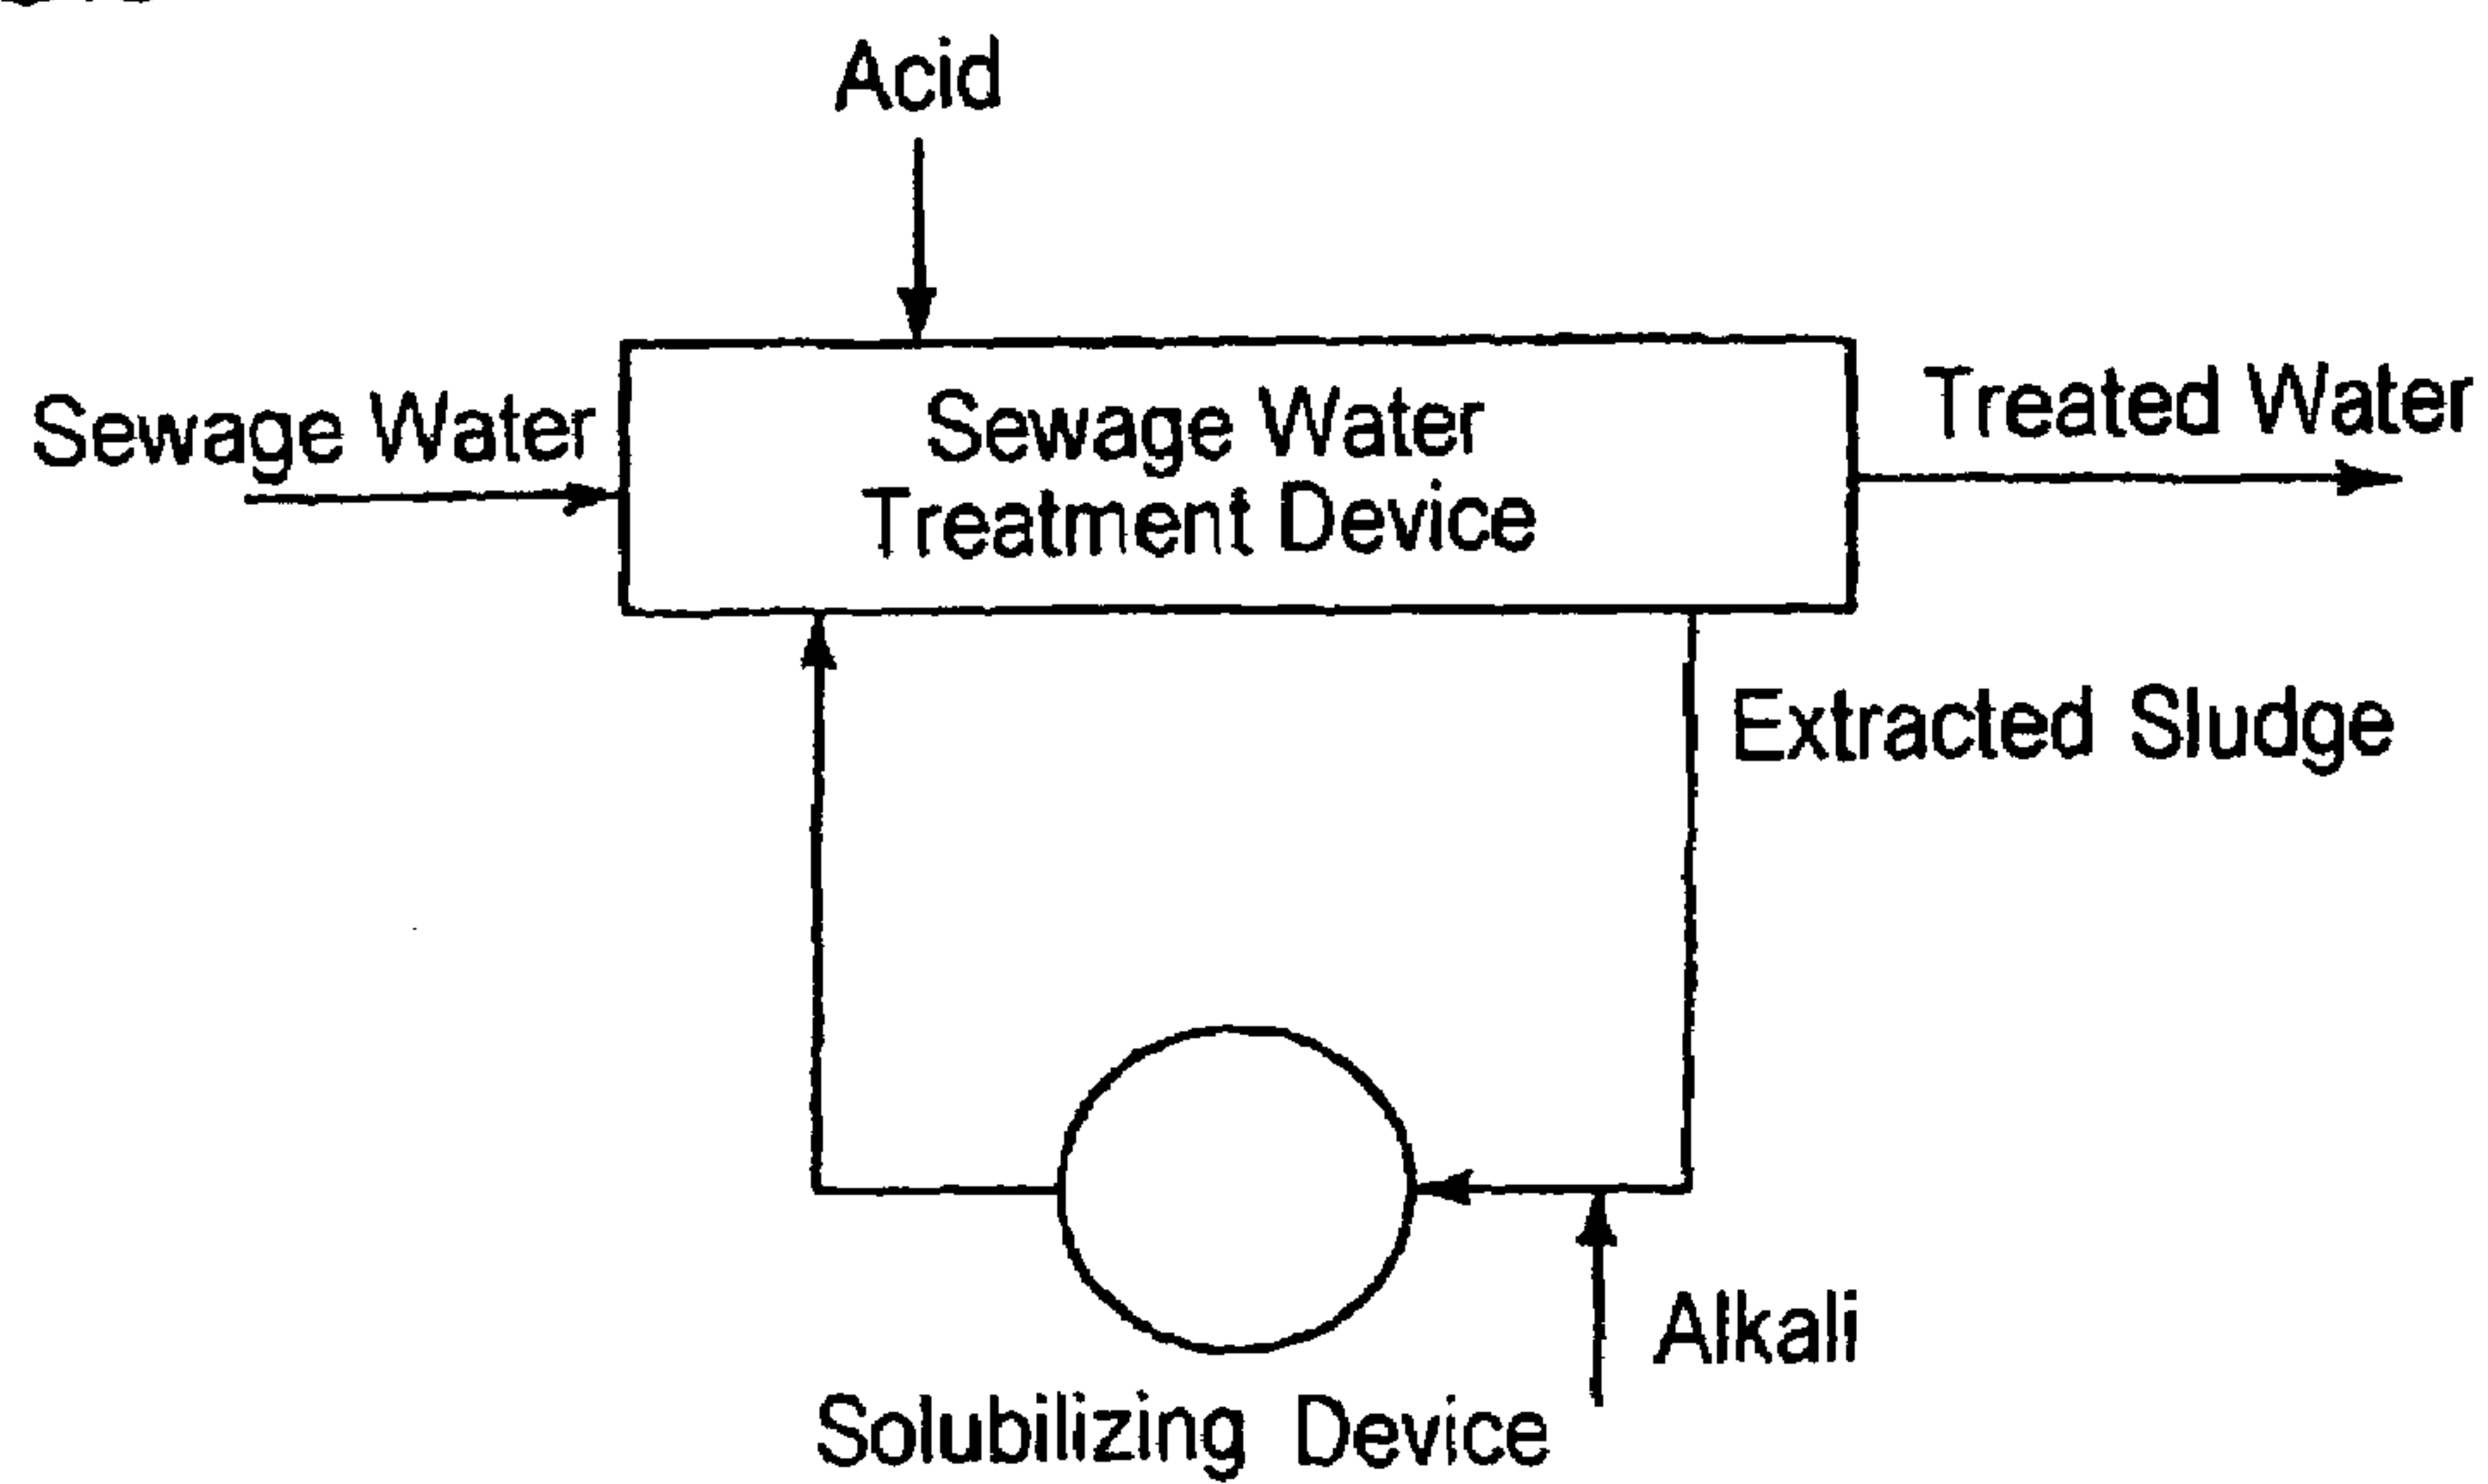 Acid
Sewage Water
Sewage Water
Treatment Device
Treated Water
Extracted Sludge
Alkali
Solubilizing Device